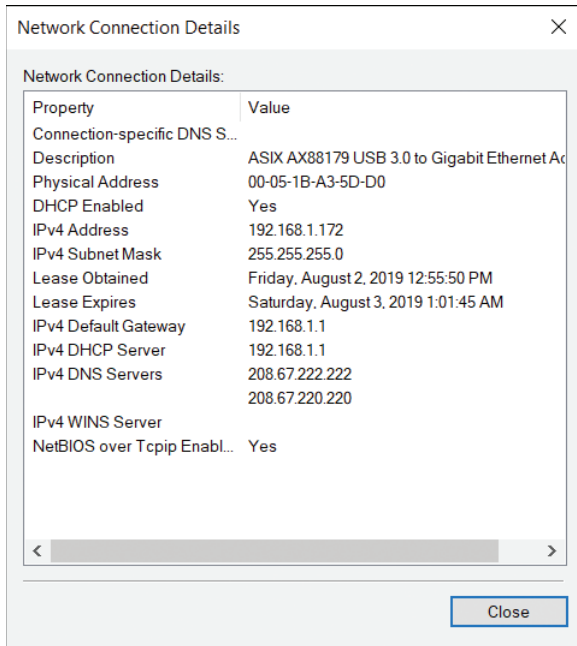 Network Connection Details
Network Connection Details:
Property Value
Connection-specific DNS S...
Description ASIX AX88179 USB 3.0 to Gigabit Ethernet Ad
Physical Address 00-05-1B-A3-5D-D0
DHCP Enabled Yes
IPv4 Address 192.168.1.172
IPv4 Subnet Mask 255.255.255.0
Lease Obtained Friday, August 2, 2019 12:55:50 PM
Lease Expires Saturday, August 3, 2019 1:01:45 AM
IPv4 Default Gateway 192.168.1.1
IPv4 DHCP Server 192.168.1.1
IPv4 DNS Servers 208.67.222.222
208.67.220.220
IPv4 WINS Server
NetBIOS over Tcpip Enabl... Yes
Close